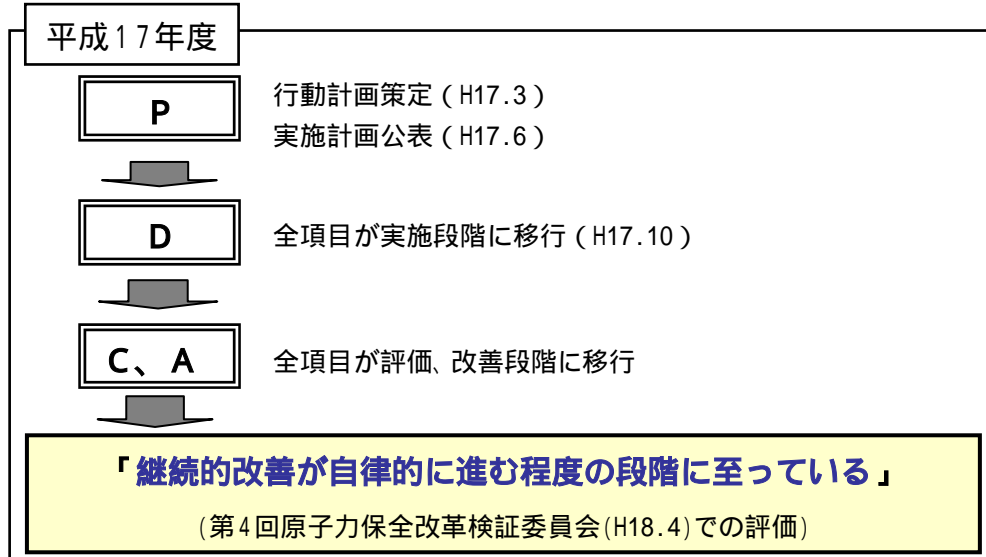 平成17年度
P
行動計画策定（H17.3）
実施計画公表（H17.6）
D
全項目が実施段階に移行（H17.10）
C、A
全項目が評価、改善段階に移行
「継続的改善が自律的に進む程度の段階に至っている」
(第4回原子力保全改革検証委員会(H18.4)での評価)